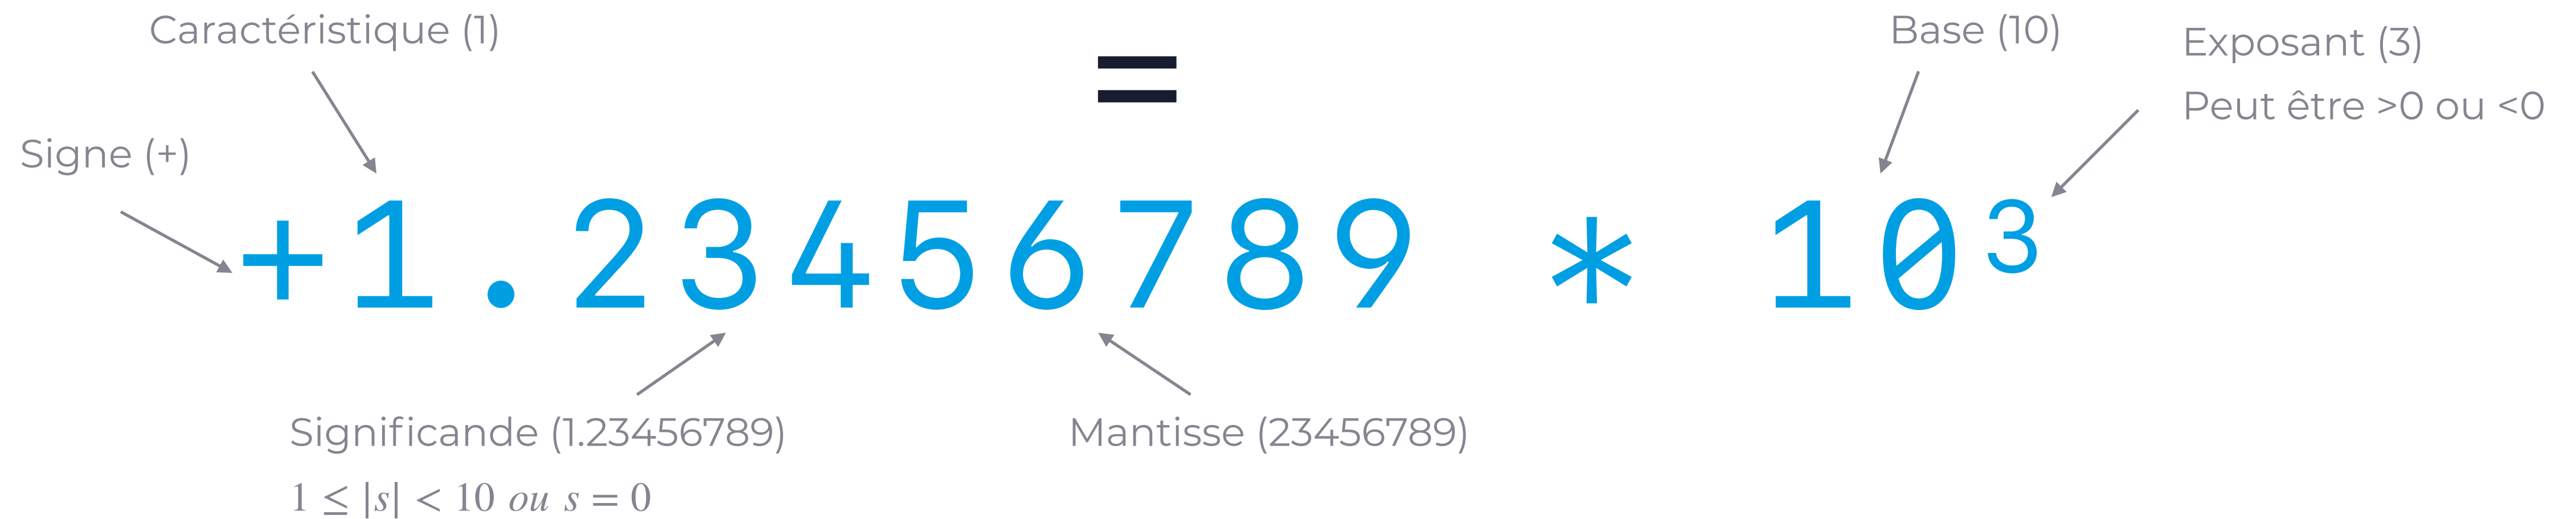 Caractéristique (1)
=
Base (10)
Exposant (3)
Peut être >0 ou <0
Signe (+)
+1.23456789 * 10³
Significande (1.23456789)
1 ≤ |s| < 10 ou s = 0
Mantisse (23456789)